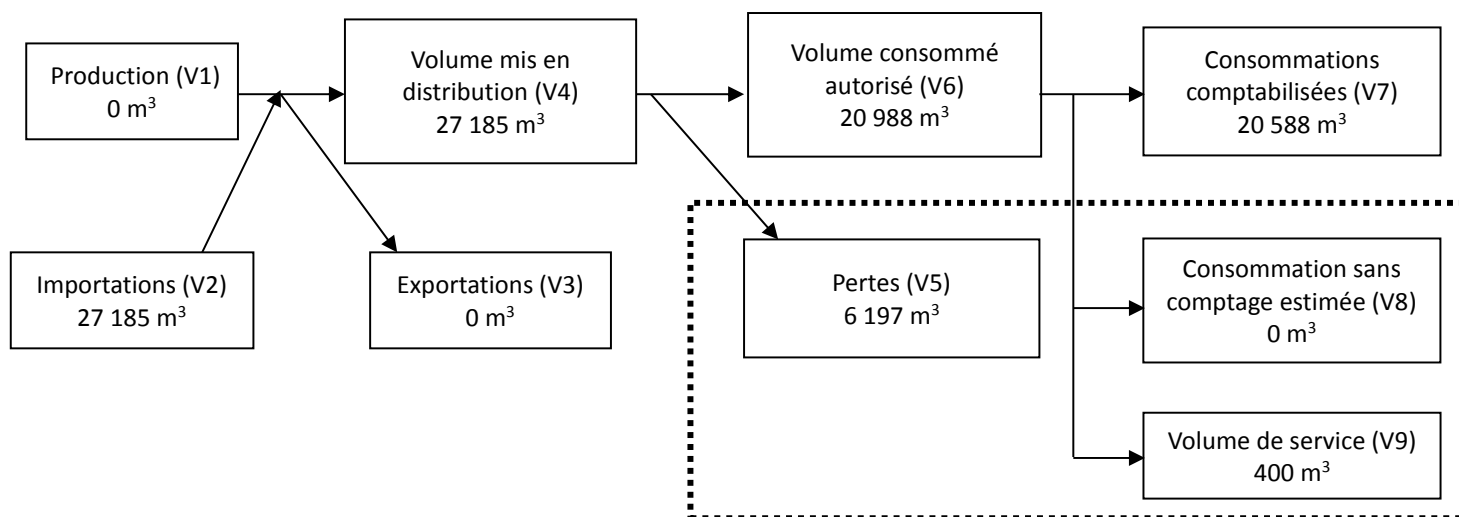 Production (V1)
0 m³
Volume mis en
distribution (V4)
27 185 m³
Volume consommé
autorisé (V6)
20 988 m³
Consommations
comptabilisées (V7)
20 588 m³
Importations (V2)
27 185 m³
Exportations (V3)
0 m³
Pertes (V5)
6 197 m³
Consommation sans
comptage estimée (V8)
0 m³
Volume de service (V9)
400 m³